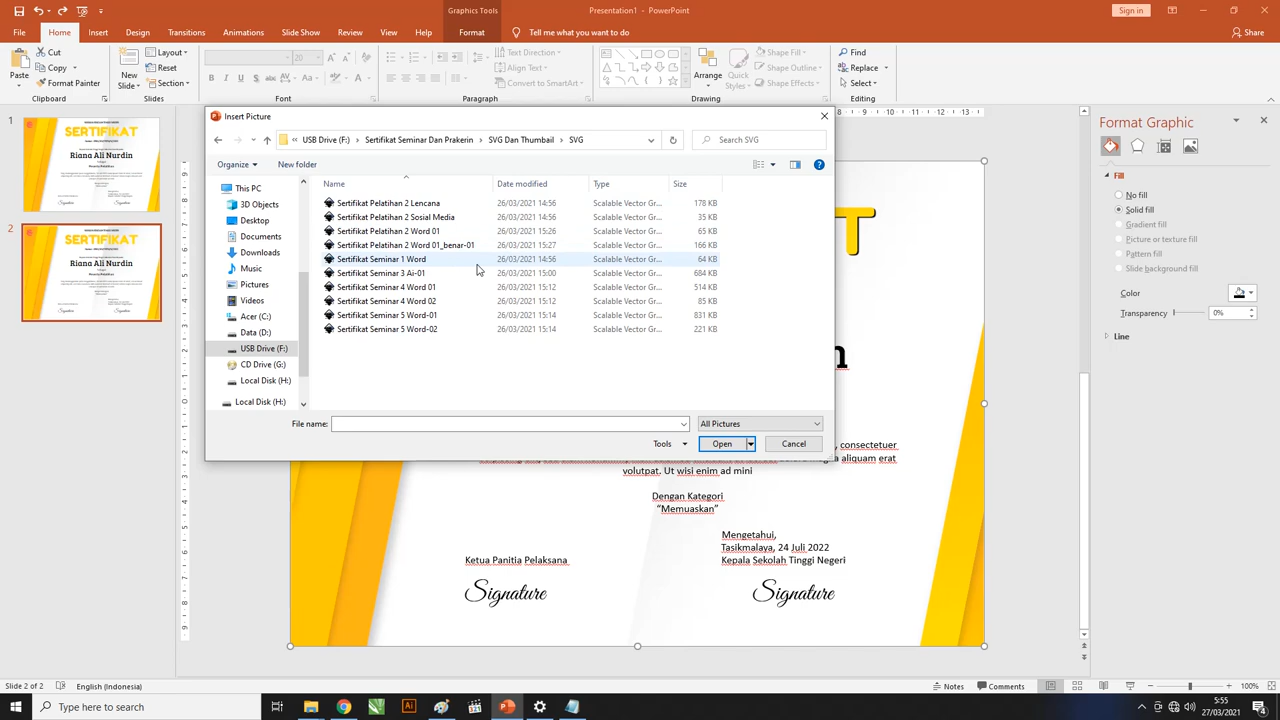 Graphics Tools
Presentation1 - PowerPoint
Sign in
File Home Insert Design Transitions Animations Slide Show Review View Help Format Tell me what you want to do Share
Paste
Cut
Copy
Format Painter
Clipboard
New Slide
Layout
Reset
Section
Slides
20
Font
Text Direction
Align Text
Convert to SmartArt
Paragraph
Arrange
Quick Styles
Shape Fill
Shape Outline
Shape Effects
Drawing
Find
Replace
Select
Editing
1
SERTIFIKAT
Riana Ali Nurdin
2
SERTIFIKAT
Riana Ali Nurdin
Insert Picture
« USB Drive (F:) > Sertifikat Seminar Dan Prakerin > SVG Dan Thumbail > SVG
Search SVG
Organize New folder
This PC
3D Objects
Desktop
Documents
Downloads
Music
Pictures
Videos
Acer (C:)
Data (D:)
USB Drive (F:)
CD Drive (G:)
Local Disk (H:)
Local Disk (H:)
Name Date modified Type Size
Sertifikat Pelatihan 2 Lencana 26/03/2021 14:56 Scalable Vector Gr... 178 KB
Sertifikat Pelatihan 2 Sosial Media 26/03/2021 14:56 Scalable Vector Gr... 35 KB
Sertifikat Pelatihan 2 Word 01 26/03/2021 15:26 Scalable Vector Gr... 65 KB
Sertifikat Pelatihan 2 Word 01_benar-01 26/03/2021 15:27 Scalable Vector Gr... 166 KB
Sertifikat Seminar 1 Word 26/03/2021 14:56 Scalable Vector Gr... 64 KB
Sertifikat Seminar 3 Ai-01 26/03/2021 15:00 Scalable Vector Gr... 684 KB
Sertifikat Seminar 4 Word 01 26/03/2021 15:12 Scalable Vector Gr... 514 KB
Sertifikat Seminar 4 Word 02 26/03/2021 15:12 Scalable Vector Gr... 85 KB
Sertifikat Seminar 5 Word-01 26/03/2021 15:14 Scalable Vector Gr... 831 KB
Sertifikat Seminar 5 Word-02 26/03/2021 15:14 Scalable Vector Gr... 221 KB
File name:
All Pictures
Tools Open Cancel
T
n
, consectetuer
aliquam erat
volutpat. Ut wisi enim ad mini
Dengan Kategori
“Memuaskan”
Mengetahui,
Tasikmalaya, 24 Juli 2022
Ketua Panitia Pelaksana Kepala Sekolah Tinggi Negeri
Signature Signature
Format Graphic
Fill
No fill
Solid fill
Gradient fill
Picture or texture fill
Pattern fill
Slide background fill
Color
Transparency 0%
Line
Slide 2 of 2 English (Indonesia) Notes Comments 100%
Type here to search
5:55
27/03/2021